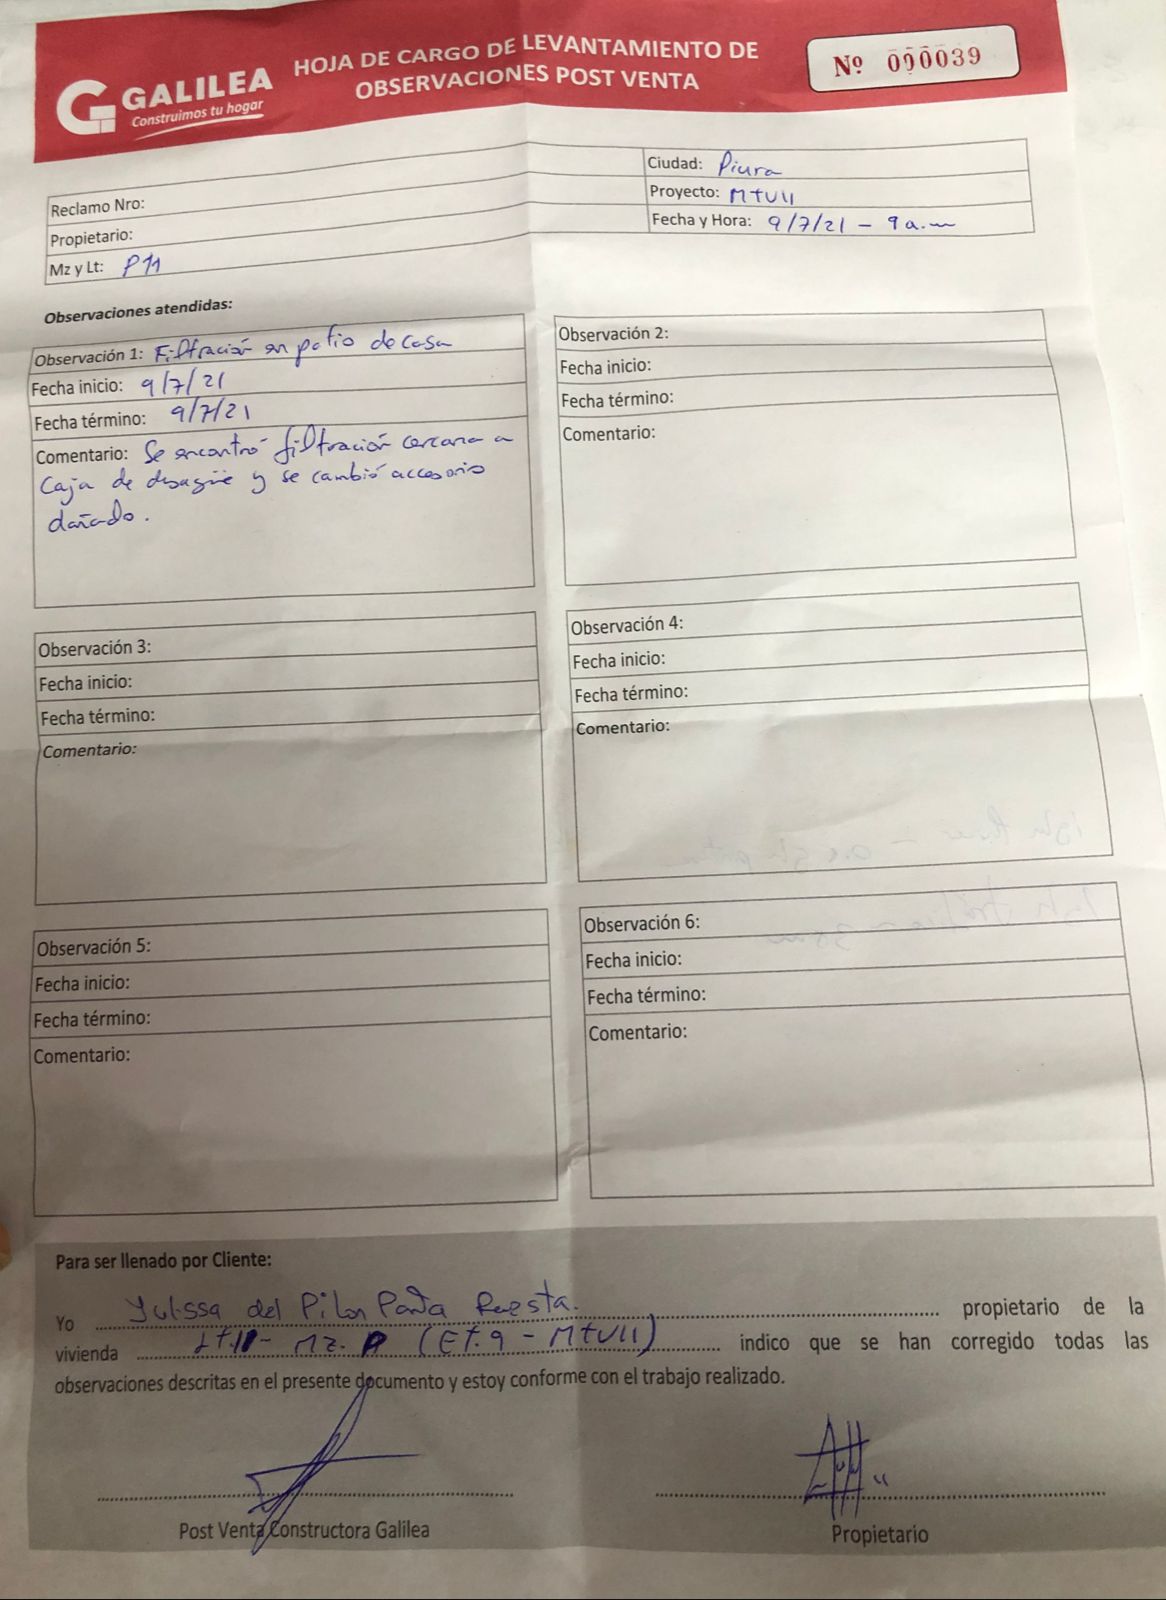 GALILEA
Construimos tu hogar
HOJA DE CARGO DE LEVANTAMIENTO DE
OBSERVACIONES POST VENTA
Nº 000039
Reclamo Nro:
Propietario:
Mz y Lt: P11
Ciudad: Piura
Proyecto: MTVII
Fecha y Hora: 9/7/21 - 9 a.m
Observaciones atendidas:
Observación 1: Filtración en patio de casa
Fecha inicio: 9/7/21
Fecha término: 9/7/21
Comentario: Se encontró filtración cercana a
caja de desagüe y se cambió accesorio
dañado.
Observación 2:
Fecha inicio:
Fecha término:
Comentario:
Observación 3:
Fecha inicio:
Fecha término:
Comentario:
Observación 4:
Fecha inicio:
Fecha término:
Comentario:
Observación 5:
Fecha inicio:
Fecha término:
Comentario:
Observación 6:
Fecha inicio:
Fecha término:
Comentario:
Para ser llenado por Cliente:
Yo Yulissa del Pilar Ruesta. propietario de la
vivienda LT.11 - MZ. P (ET.9 - MTVII) indico que se han corregido todas las
observaciones descritas en el presente documento y estoy conforme con el trabajo realizado.
Post Venta Constructora Galilea
Propietario